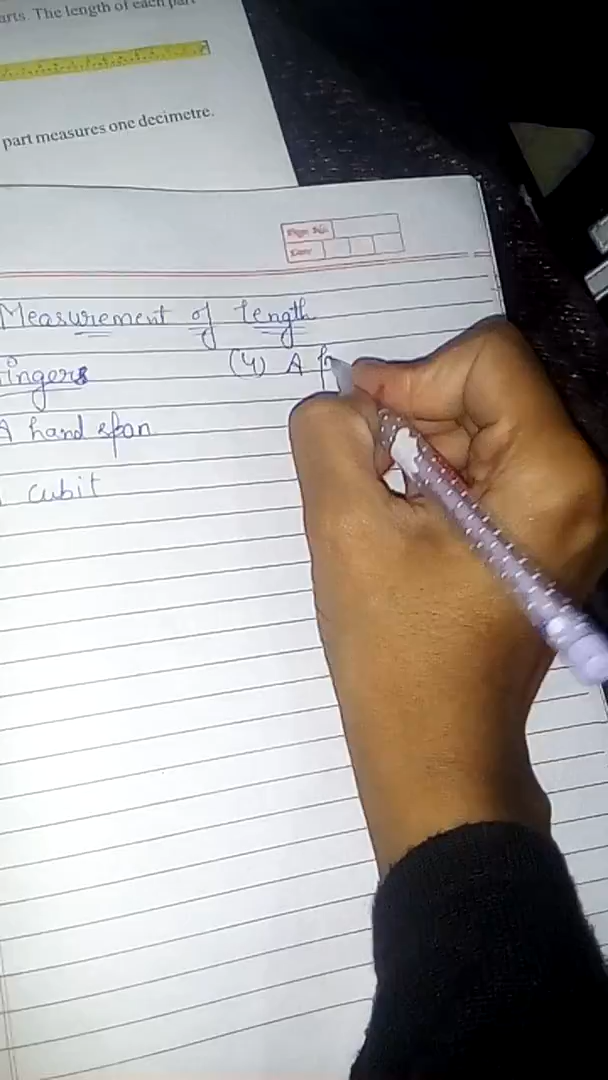 arts. The length of each part
part measures one decimetre.
Page No.
Date
Measurement of length
ingers (4) A f
A hand span
cubit